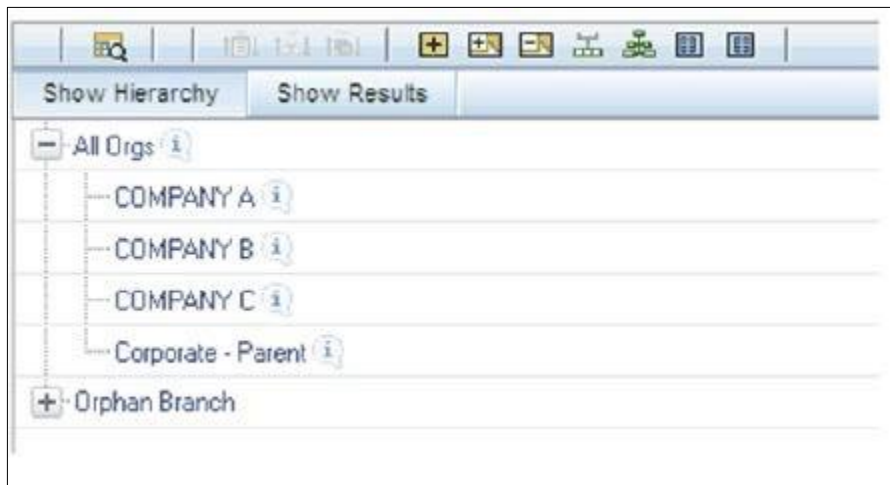 Show Hierarchy Show Results
All Orgs
COMPANY A
COMPANY B
COMPANY C
Corporate - Parent
Orphan Branch